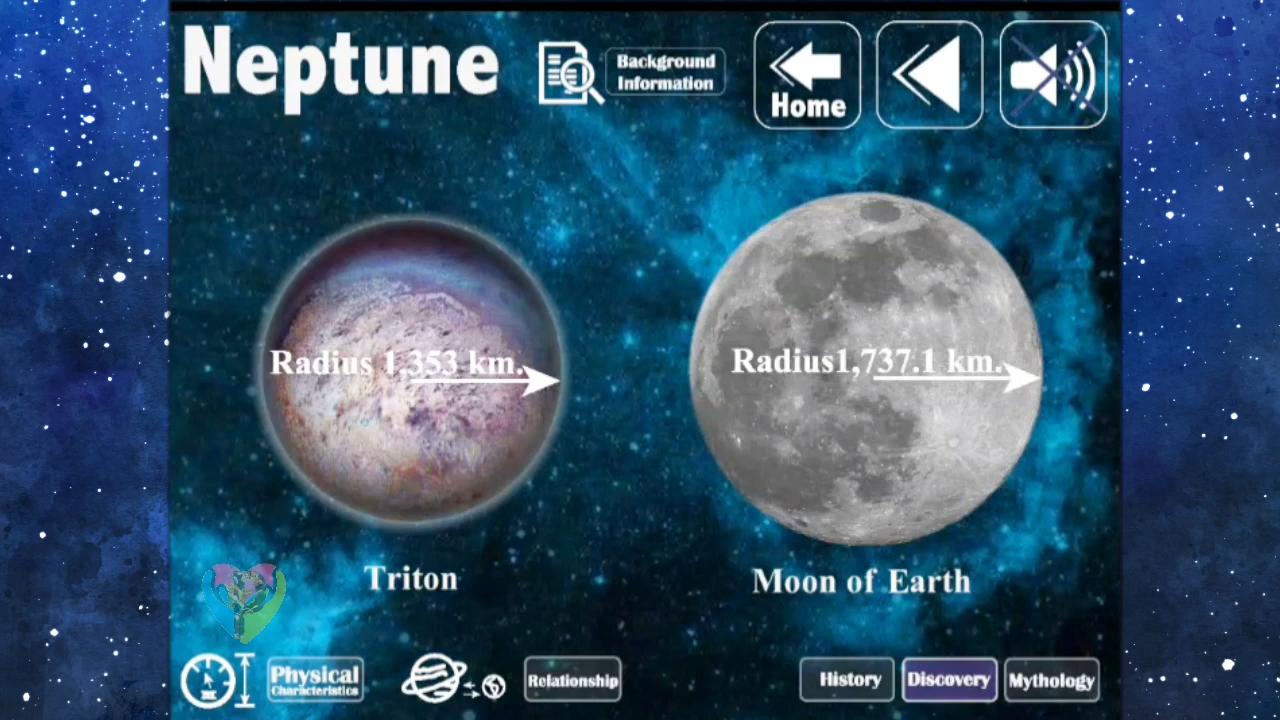 Neptune
Background
Information
Home
Radius 1,353 km.
Radius1,737.1 km.
Triton
Moon of Earth
Physical
Characteristics
Relationship
History
Discovery
Mythology